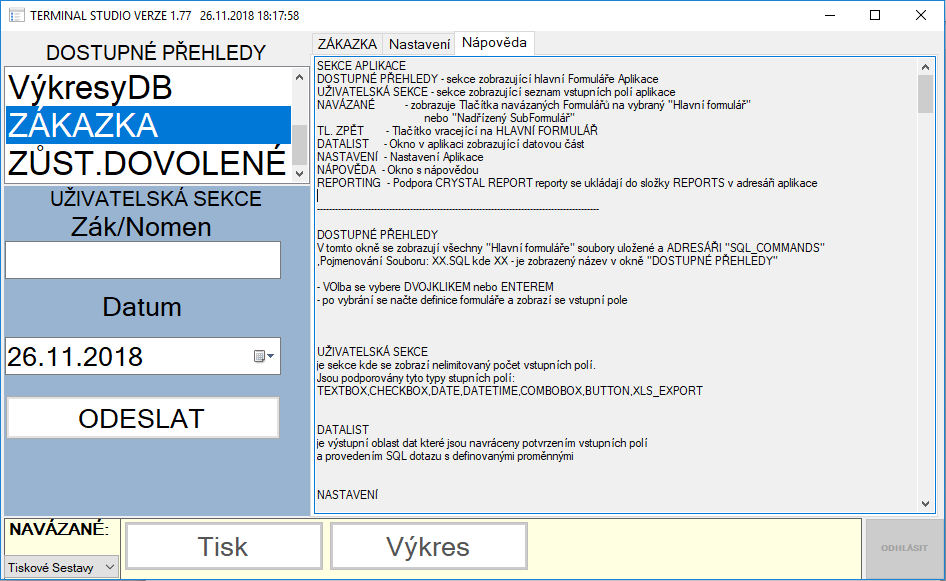 TERMINAL STUDIO VERZE 1.77 26.11.2018 18:17:58
DOSTUPNÉ PŘEHLEDY
VýkresyDB
ZÁKAZKA
ZŮST.DOVOLENÉ
UŽIVATELSKÁ SEKCE
Zák/Nomen
Datum
26.11.2018
ODESLAT
ZÁKAZKA Nastavení Nápověda
SEKCE APLIKACE
DOSTUPNÉ PŘEHLEDY - sekce zobrazující hlavní Formuláře Aplikace
UŽIVATELSKÁ SEKCE - sekce zobrazující seznam vstupních polí aplikace
NAVÁZANÉ - zobrazuje Tlačítka navázaných Formulářů na vybraný "Hlavní formulář"
nebo "Nadřízený SubFormulář"
TL. ZPĚT - Tlačítko vracející na HLAVNÍ FORMULÁŘ
DATALIST - Okno v aplikaci zobrazující datovou část
NASTAVENÍ - Nastavení Aplikace
NÁPOVĚDA - Okno s nápovědou
REPORTING - Podpora CRYSTAL REPORT reporty se ukládají do složky REPORTS v adresáři aplikace
DOSTUPNÉ PŘEHLEDY
V tomto okně se zobrazují všechny "Hlavní formuláře" soubory uložené a ADRESÁŘI "SQL_COMMANDS"
.Pojmenování Souboru: XX.SQL kde XX - je zobrazený název v okně "DOSTUPNÉ PŘEHLEDY"
- VOlba se vybere DVOJKLIKEM nebo ENTEREM
- po vybrání se načte definice formuláře a zobrazí se vstupní pole
UŽIVATELSKÁ SEKCE
je sekce kde se zobrazí nelimitovaný počet vstupních polí.
Jsou podporovány tyto typy stupních polí:
TEXTBOX,CHECKBOX,DATE,DATETIME,COMBOBOX,BUTTON,XLS_EXPORT
DATALIST
je výstupní oblast dat které jsou navráceny potvrzením vstupních polí
a provedením SQL dotazu s definovanými proměnnými
NASTAVENÍ
NAVÁZANÉ:
Tiskové Sestavy
Tisk
Výkres
ODHLÁSIT